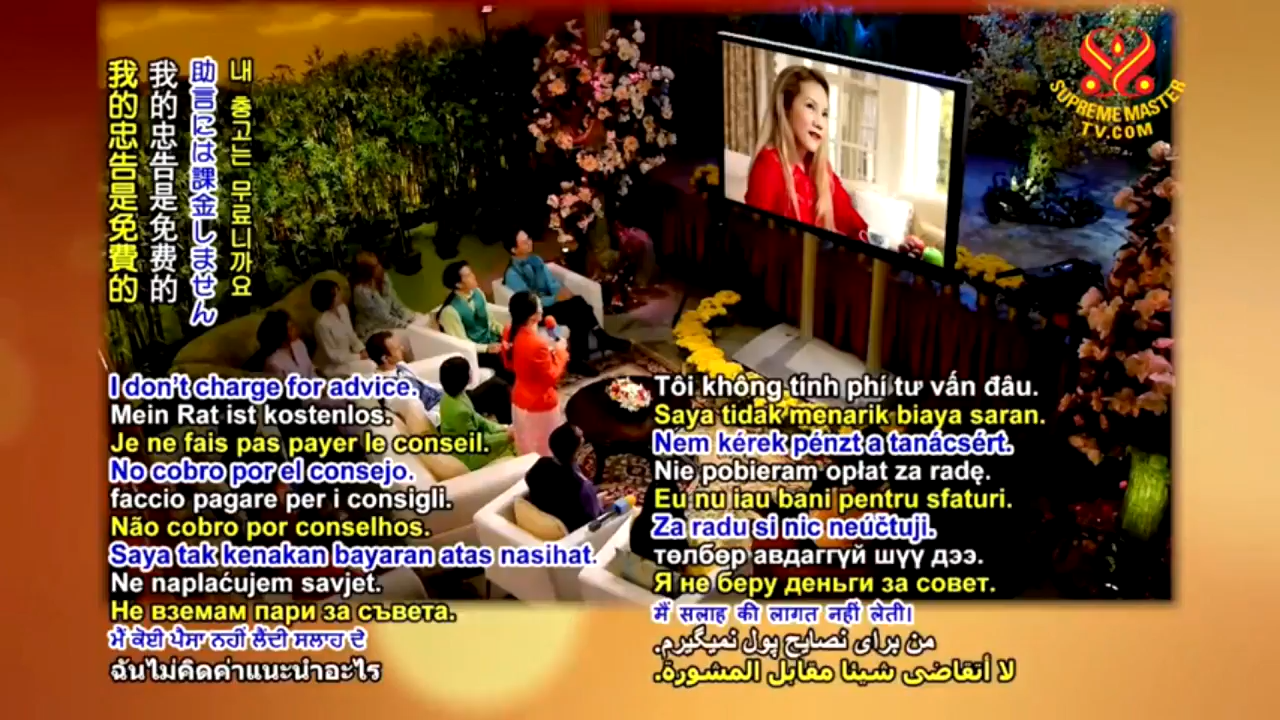 我的忠告是免費的
我的忠告是免费的
助言には課金しません
내 충고는 무료니까요
SUPREME MASTER
TV.COM
I don't charge for advice.
Mein Rat ist kostenlos.
Je ne fais pas payer le conseil.
No cobro por el consejo.
faccio pagare per i consigli.
Não cobro por conselhos.
Saya tak kenakan bayaran atas nasihat.
Ne naplaćujem savjet.
Не вземам пари за съвета.
ਮੈਂ ਕੋਈ ਪੈਸਾ ਨਹੀਂ ਲੈਂਦੀ ਸਲਾਹ ਦੇ
ฉันไม่คิดค่าแนะนำอะไร
Tôi không tính phí tư vấn đâu.
Saya tidak menarik biaya saran.
Nem kérek pénzt a tanácsért.
Nie pobieram opłat za radę.
Eu nu iau bani pentru sfaturi.
Za radu si nic neúčtuji.
төлбөр авдаггүй шүү дээ.
Я не беру деньги за совет.
मैं सलाह की लागत नहीं लेती।
من برای نصایح پول نمیگیرم.
لا أتقاضى شيئا مقابل المشورة.